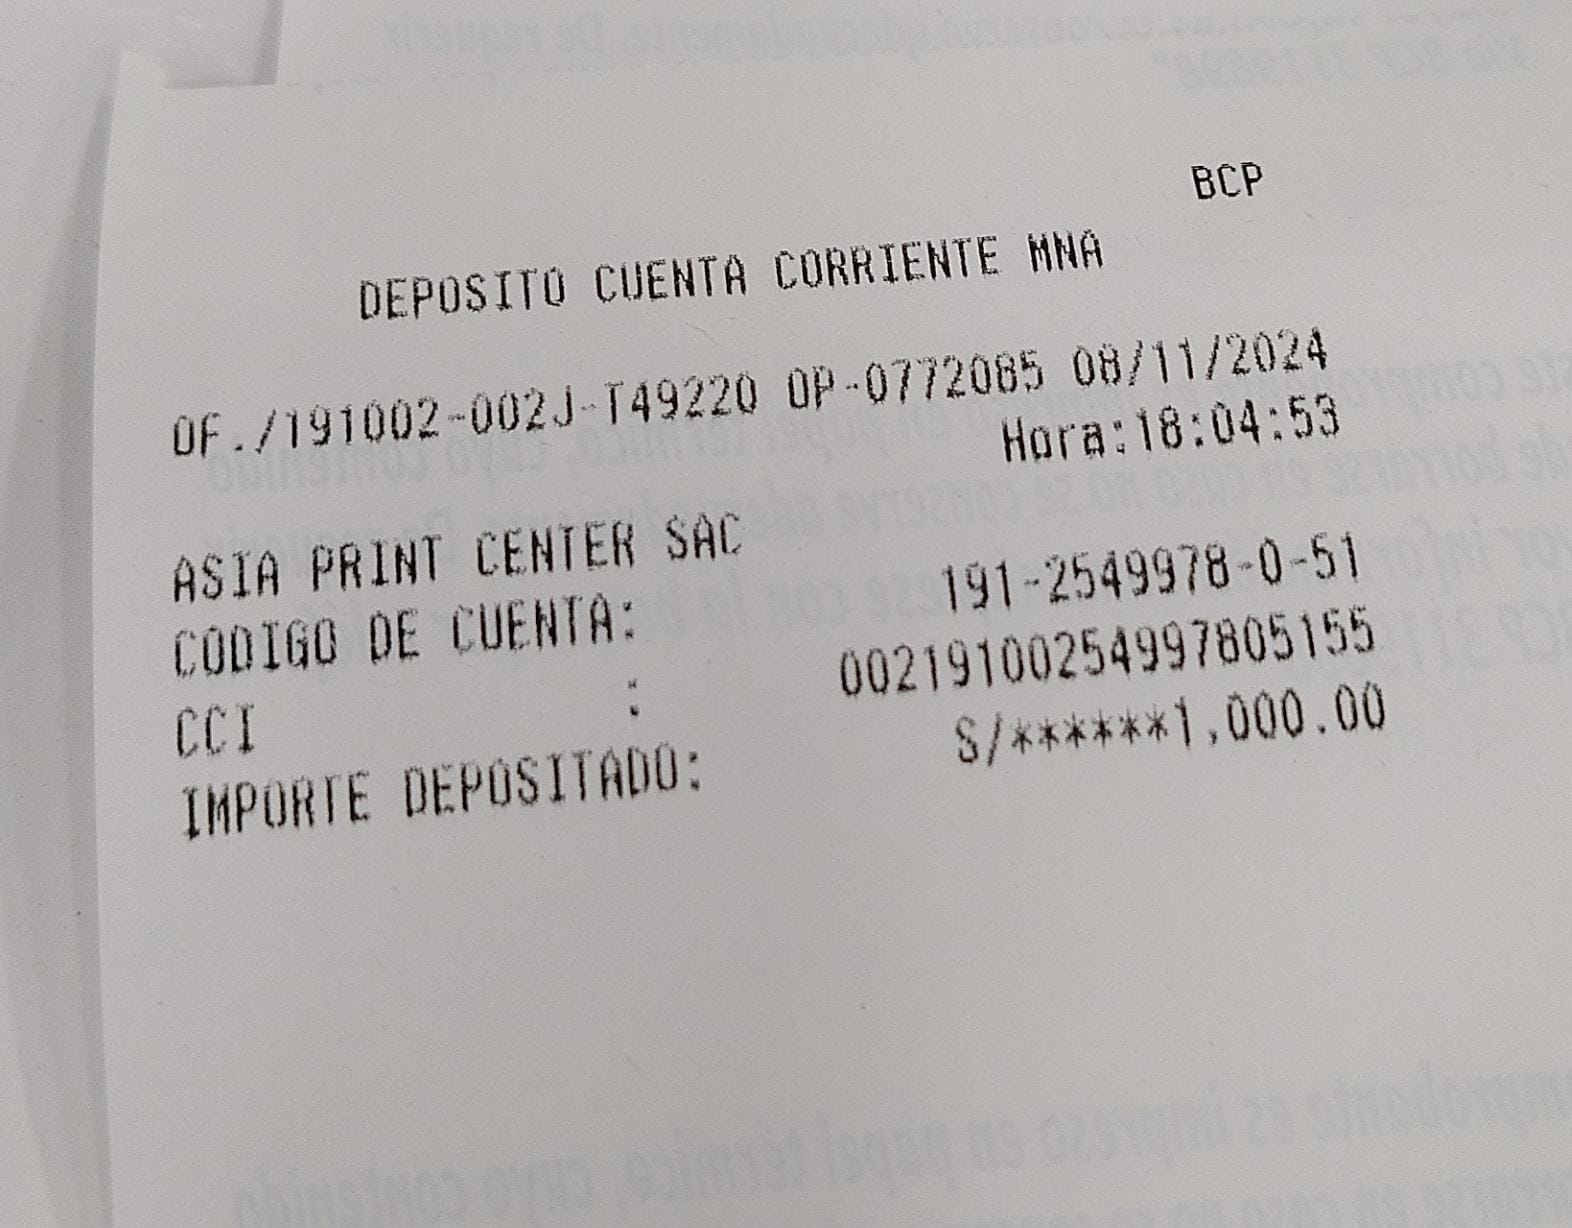 BCP
DEPOSITO CUENTA CORRIENTE MNA
OF./191002-002J-T49220 OP-0772085 08/11/2024
Hora:18:04:53
ASIA PRINT CENTER SAC
CODIGO DE CUENTA: 191-2549978-0-51
CCI : 00219100254997805155
IMPORTE DEPOSITADO: S/******1,000.00